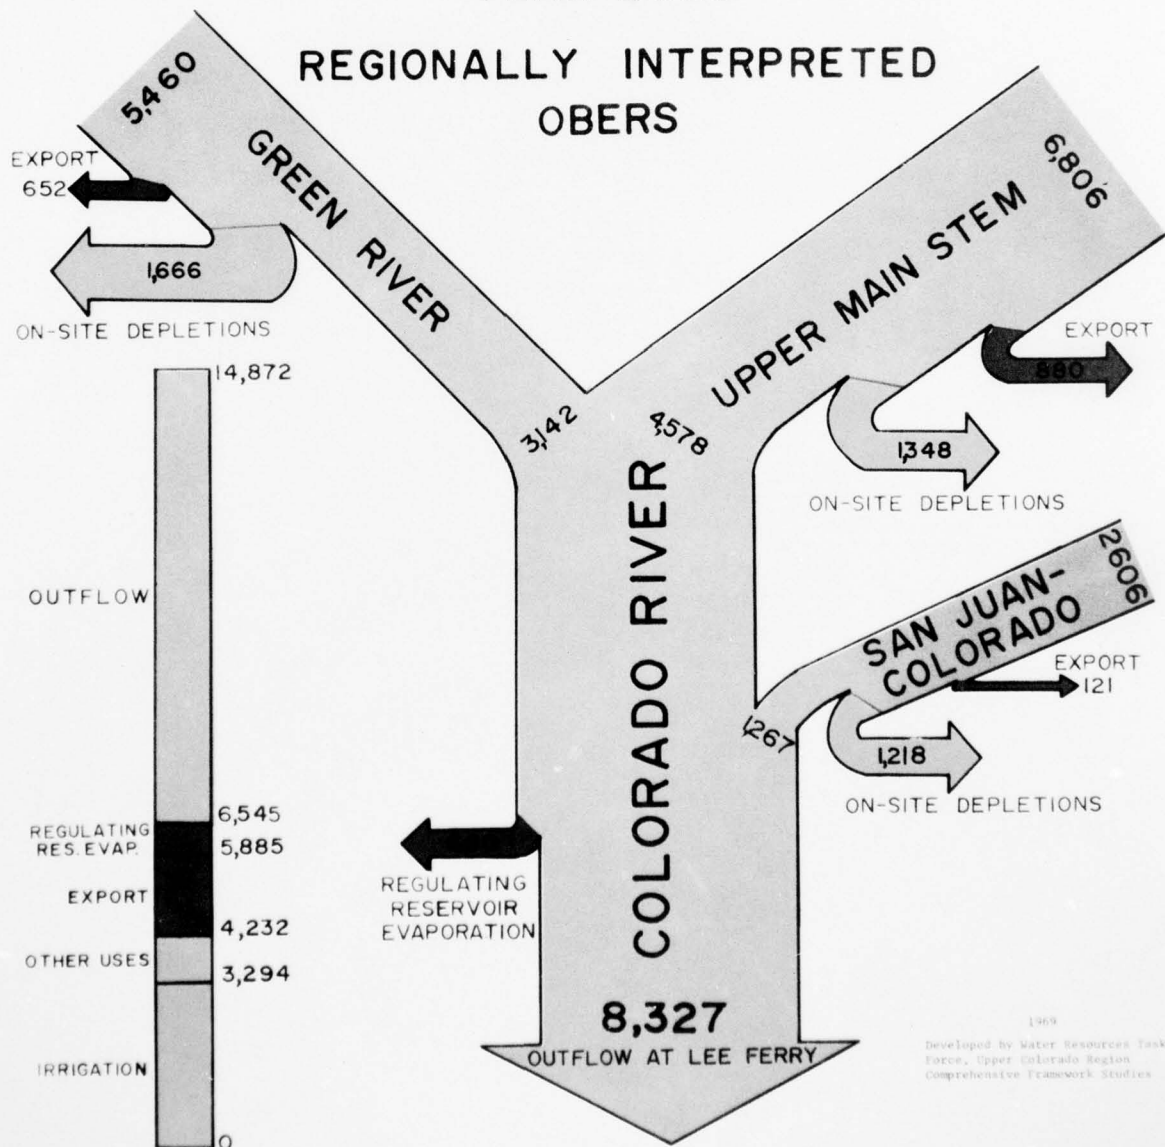 REGIONALLY INTERPRETED
OBERS
5,460
GREEN RIVER
EXPORT
652
1,666
ON-SITE DEPLETIONS
3,142
6,806
UPPER MAIN STEM
EXPORT
880
4,578
1,348
ON-SITE DEPLETIONS
2606
SAN JUAN-
COLORADO
EXPORT
121
1,267
1,218
ON-SITE DEPLETIONS
COLORADO RIVER
REGULATING
RESERVOIR
EVAPORATION
8,327
OUTFLOW AT LEE FERRY
14,872
OUTFLOW
6,545
REGULATING
RES. EVAP.
5,885
EXPORT
4,232
OTHER USES
3,294
IRRIGATION
0
1969
Developed by Water Resources Task
Force, Upper Colorado Region
Comprehensive Framework Studies